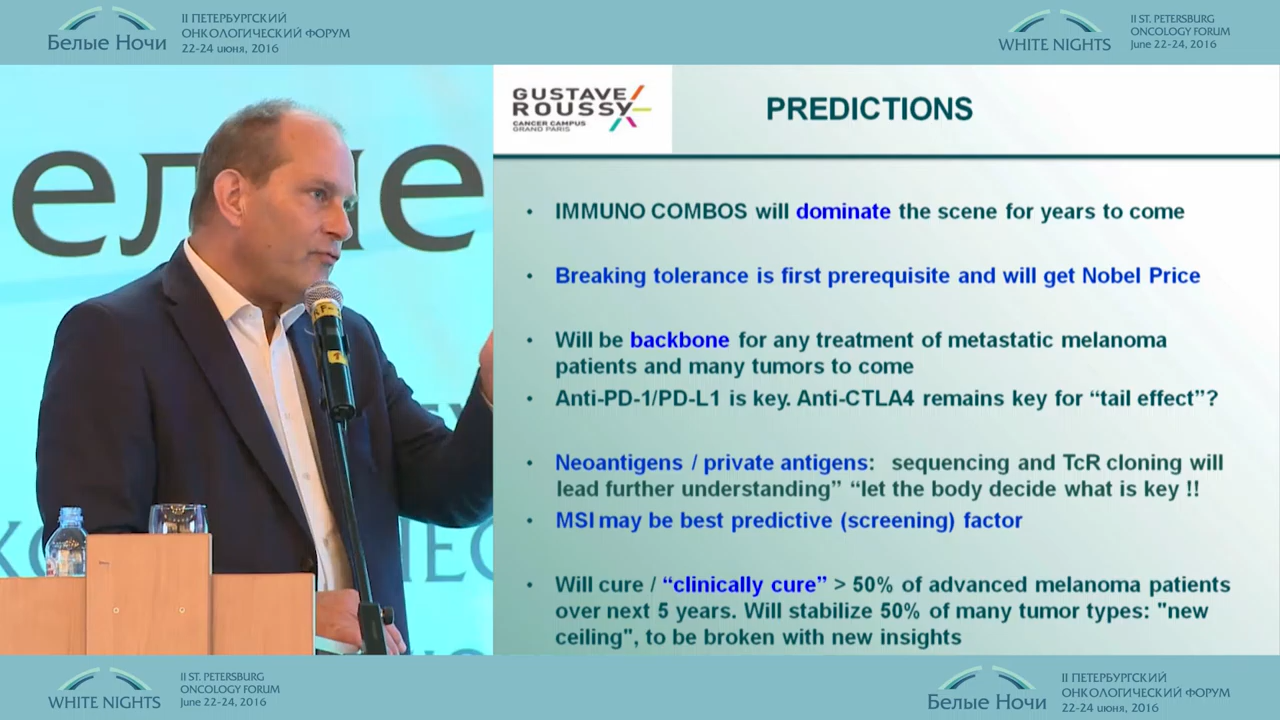 Белые Ночи
II ПЕТЕРБУРГСКИЙ
ОНКОЛОГИЧЕСКИЙ ФОРУМ
22-24 июня, 2016
WHITE NIGHTS
II ST. PETERSBURG
ONCOLOGY FORUM
June 22-24, 2016
GUSTAVE
ROUSSY
CANCER CAMPUS
GRAND PARIS
PREDICTIONS
• IMMUNO COMBOS will dominate the scene for years to come
• Breaking tolerance is first prerequisite and will get Nobel Price
• Will be backbone for any treatment of metastatic melanoma
patients and many tumors to come
• Anti-PD-1/PD-L1 is key. Anti-CTLA4 remains key for “tail effect”?
• Neoantigens / private antigens: sequencing and TcR cloning will
lead further understanding” “let the body decide what is key !!
• MSI may be best predictive (screening) factor
• Will cure / “clinically cure” > 50% of advanced melanoma patients
over next 5 years. Will stabilize 50% of many tumor types: "new
ceiling", to be broken with new insights
WHITE NIGHTS
II ST. PETERSBURG
ONCOLOGY FORUM
June 22-24, 2016
Белые Ночи
II ПЕТЕРБУРГСКИЙ
ОНКОЛОГИЧЕСКИЙ ФОРУМ
22-24 июня, 2016